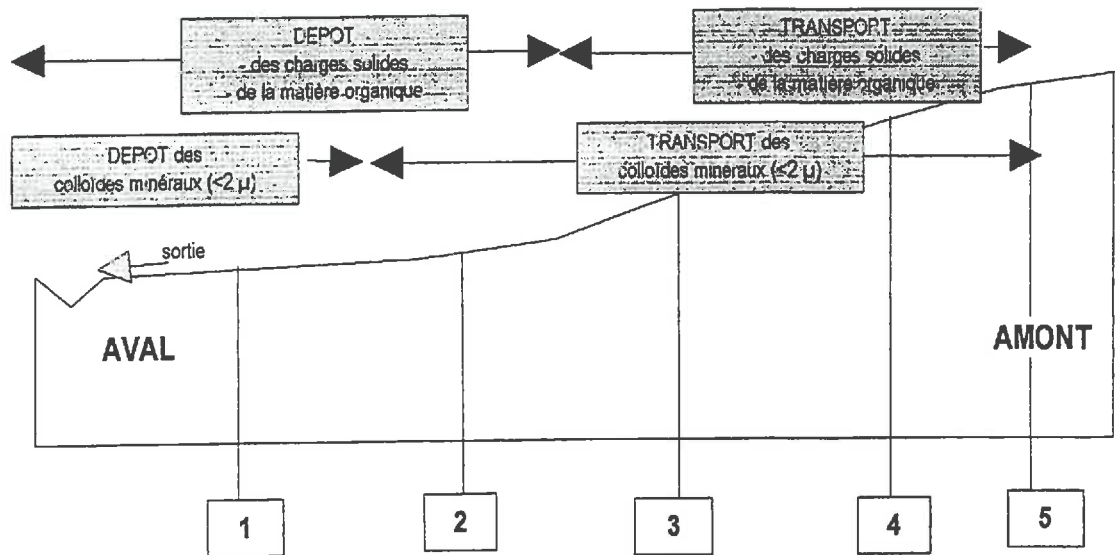 DEPOT
- des charges solides
- de la matière organique
TRANSPORT
- des charges solides
- de la matière organique
DEPOT des
colloïdes minéraux (<2 µ)
TRANSPORT des
colloïdes minéraux (≤2 µ)
sortie
AVAL
AMONT
1
2
3
4
5